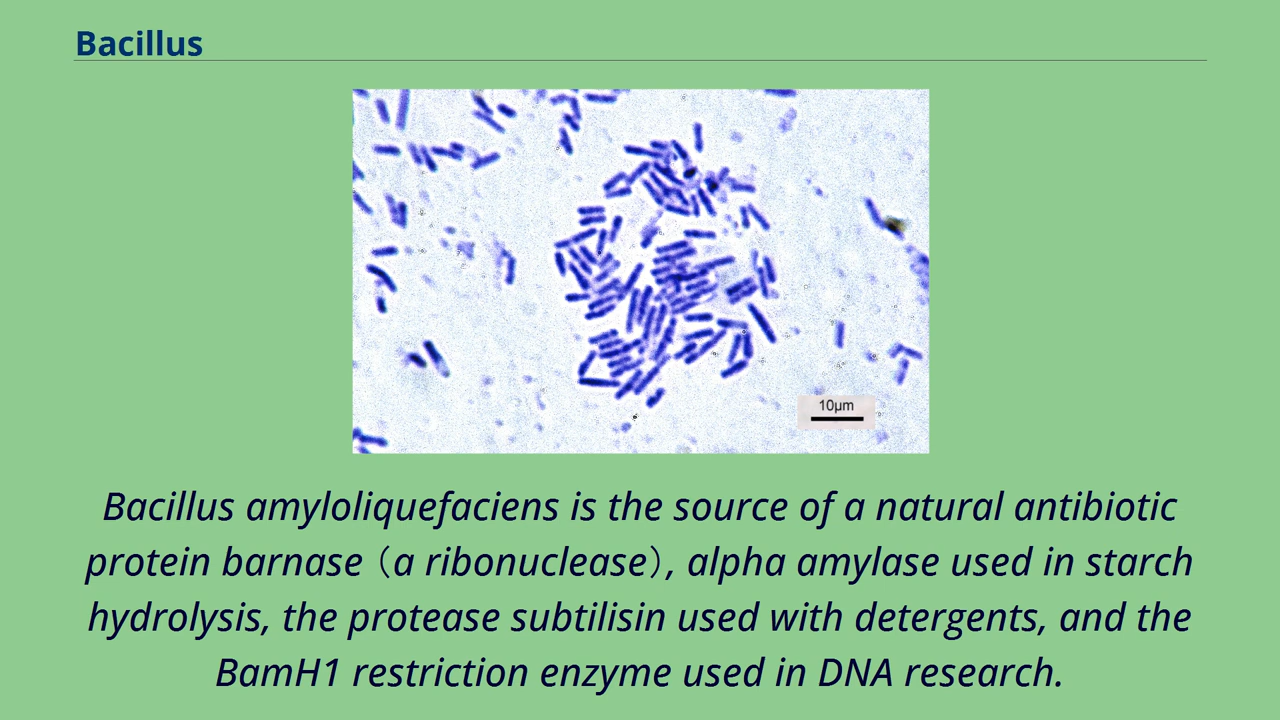 Bacillus
10µm
Bacillus amyloliquefaciens is the source of a natural antibiotic
protein barnase（a ribonuclease）, alpha amylase used in starch
hydrolysis, the protease subtilisin used with detergents, and the
BamH1 restriction enzyme used in DNA research.